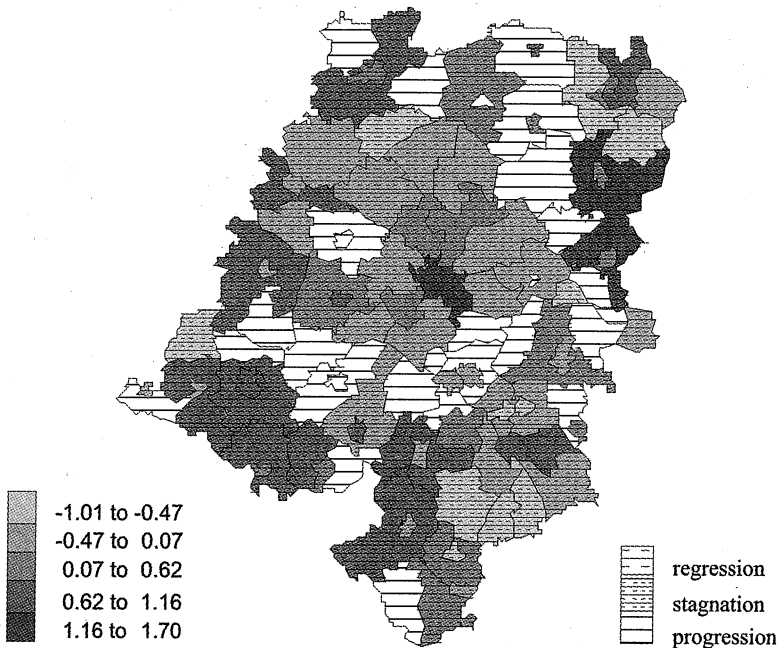 -1.01 to -0.47
-0.47 to 0.07
0.07 to 0.62
0.62 to 1.16
1.16 to 1.70
regression
stagnation
progression